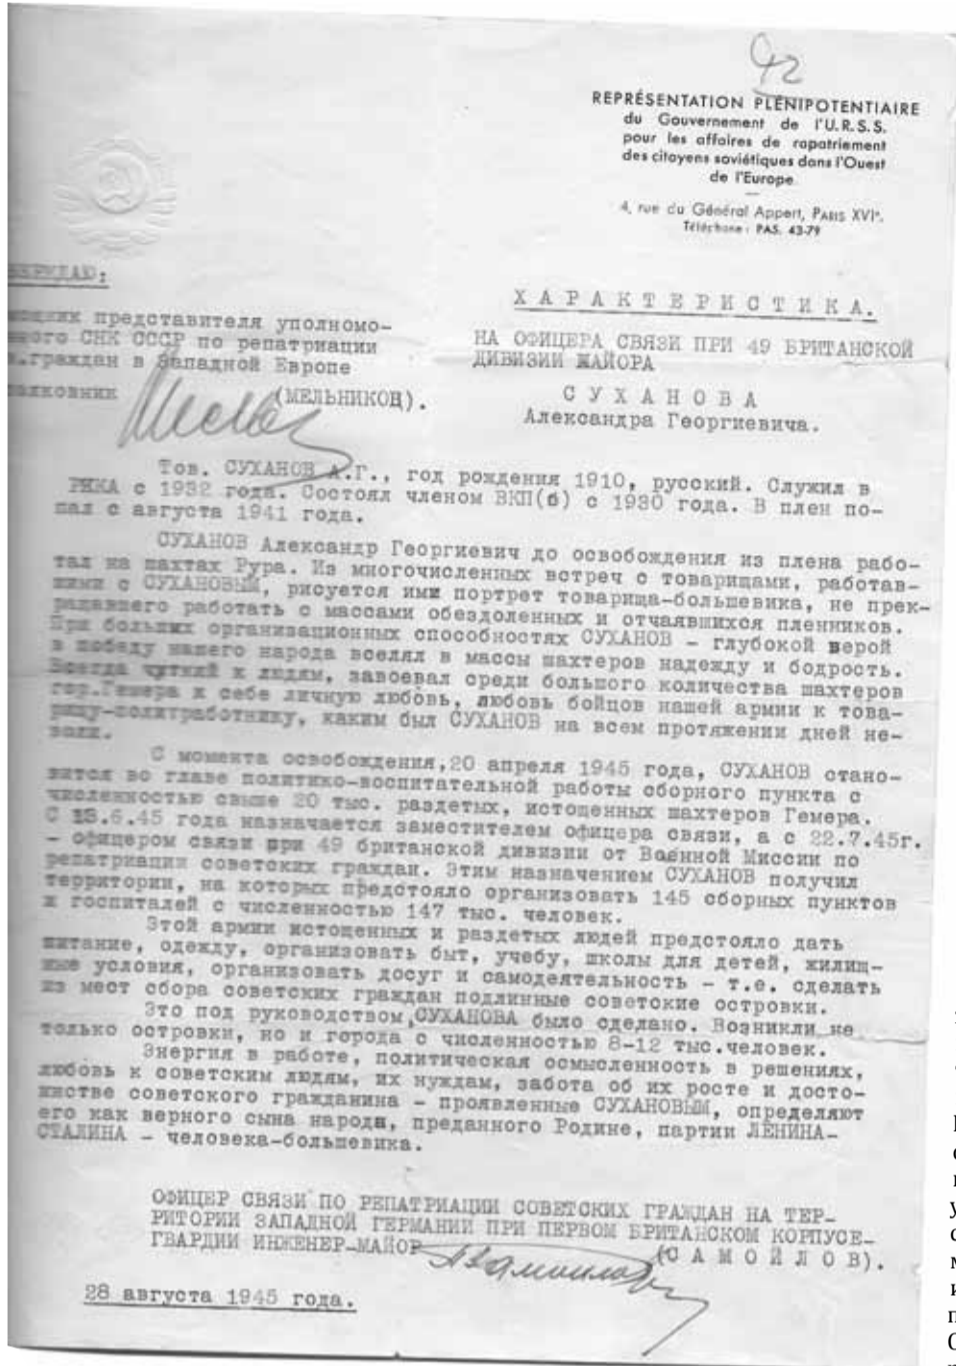 92
REPRÉSENTATION PLÉNIPOTENTIAIRE
du Gouvernement de l'U.R.S.S.
pour les affaires de rapatriement
des citoyens soviétiques dans l'Ouest
de l'Europe
4, rue du Général Appert, PARIS XVIe.
Téléphone : PAS. 43-79
ВЕРЖДАЮ:
мощник представителя уполномо-
нного СНК СССР по репатриации
в.граждан в Западной Европе
лковник (МЕЛЬНИКОВ).
ХАРАКТЕРИСТИКА.
НА ОФИЦЕРА СВЯЗИ ПРИ 49 БРИТАНСКОЙ
ДИВИЗИИ МАЙОРА
СУХАНОВА
Александра Георгиевича.
Тов. СУХАНОВ А.Г., год рождения 1910, русский. Служил в
РККА с 1932 года. Состоял членом ВКП(б) с 1930 года. В плен по-
пал с августа 1941 года.
СУХАНОВ Александр Георгиевич до освобождения из плена рабо-
тал на шахтах Рура. Из многочисленных встреч с товарищами, работав-
шими с СУХАНОВЫМ, рисуется ими портрет товарища-большевика, не прек-
ращавшего работать с массами обездоленных и отчаявшихся пленников.
При больших организационных способностях СУХАНОВ - глубокой верой
в победу нашего народа вселял в массы шахтеров надежду и бодрость.
Всегда чуткий к людям, завоевал среди большого количества шахтеров
гор.Гемера к себе личную любовь, любовь бойцов нашей армии к това-
рищу-политработнику, каким был СУХАНОВ на всем протяжении дней не-
воли.
С момента освобождения,20 апреля 1945 года, СУХАНОВ стано-
вится во главе политико-воспитательной работы сборного пункта с
численностью свыше 20 тыс. раздетых, истощенных шахтеров Гемера.
С 13.6.45 года назначается заместителем офицера связи, а с 22.7.45г.
- офицером связи при 49 британской дивизии от Военной Миссии по
репатриации советских граждан. Этим назначением СУХАНОВ получил
территории, на которых предстояло организовать 145 сборных пунктов
и госпиталей с численностью 147 тыс. человек.
Этой армии истощенных и раздетых людей предстояло дать
питание, одежду, организовать быт, учебу, школы для детей, жилищ-
ные условия, организовать досуг и самодеятельность - т.е. сделать
из мест сбора советских граждан подлинные советские островки.
Это под руководством,СУХАНОВА было сделано. Возникли не
только островки, но и города с численностью 8-12 тыс.человек.
Энергия в работе, политическая осмысленность в решениях,
любовь к советским людям, их нуждам, забота об их росте и досто-
инстве советского гражданина - проявленные СУХАНОВЫМ, определяют
его как верного сына народа, преданного Родине, партии ЛЕНИНА-
СТАЛИНА - человека-большевика.
ОФИЦЕР СВЯЗИ ПО РЕПАТРИАЦИИ СОВЕТСКИХ ГРАЖДАН НА ТЕР-
РИТОРИИ ЗАПАДНОЙ ГЕРМАНИИ ПРИ ПЕРВОМ БРИТАНСКОМ КОРПУСЕ-
ГВАРДИИ ИНЖЕНЕР-МАЙОР (САМОЙЛОВ).
28 августа 1945 года.